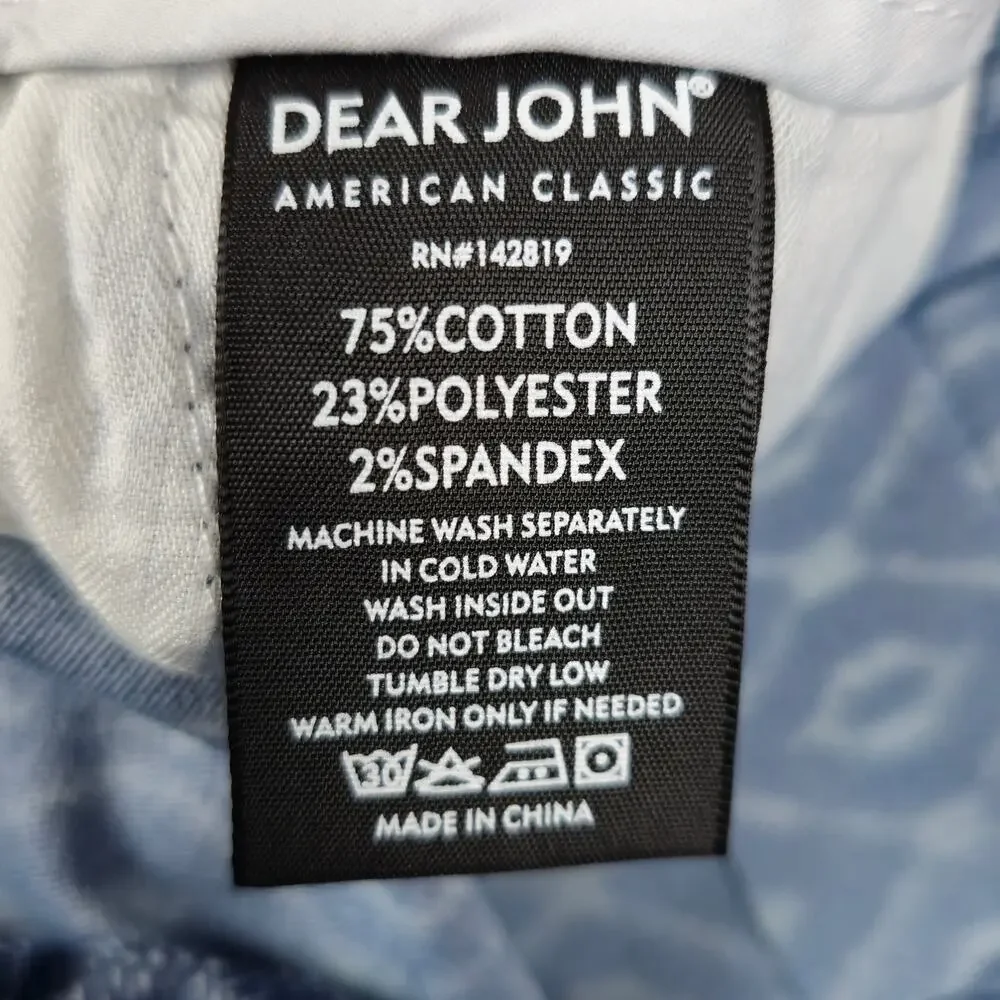 DEAR JOHN®
AMERICAN CLASSIC
RN#142819
75%COTTON
23%POLYESTER
2%SPANDEX
MACHINE WASH SEPARATELY
IN COLD WATER
WASH INSIDE OUT
DO NOT BLEACH
TUMBLE DRY LOW
WARM IRON ONLY IF NEEDED
30
MADE IN CHINA